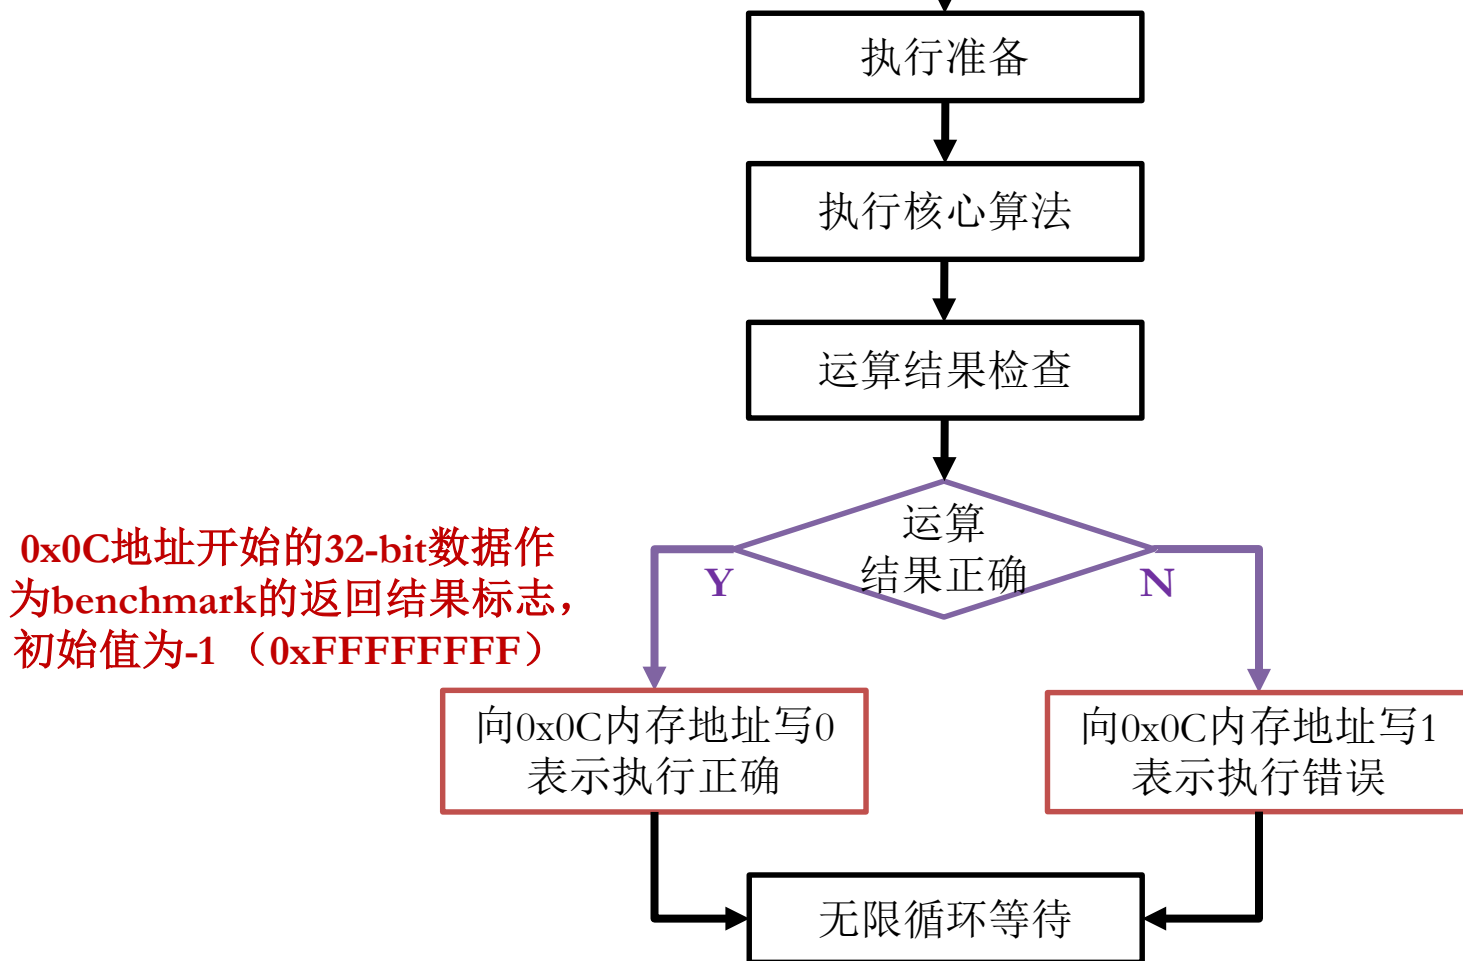 执行准备
执行核心算法
运算结果检查
运算
结果正确
Y
N
0x0C地址开始的32-bit数据作
为benchmark的返回结果标志，
初始值为-1 （0xFFFFFFFF）
向0x0C内存地址写0
表示执行正确
向0x0C内存地址写1
表示执行错误
无限循环等待